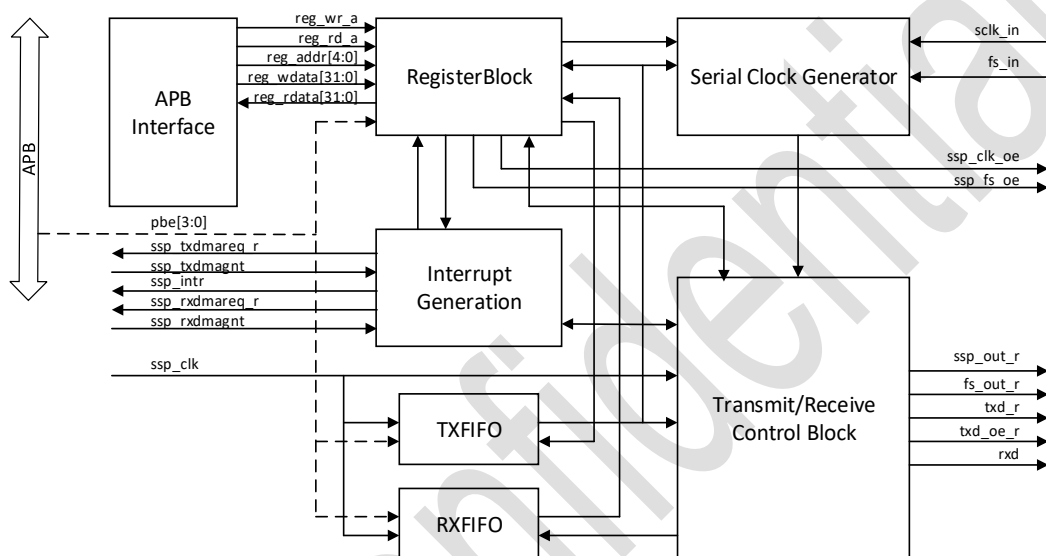 reg_wr_a
reg_rd_a
reg_addr[4:0]
reg_wdata[31:0]
reg_rdata[31:0]
APB
Interface
RegisterBlock
Serial Clock Generator
sclk_in
fs_in
APB
ssp_clk_oe
ssp_fs_oe
pbe[3:0]
ssp_txdmareq_r
ssp_txdmagnt
ssp_intr
ssp_rxdmareq_r
ssp_rxdmagnt
Interrupt
Generation
ssp_clk
TXFIFO
RXFIFO
Transmit/Receive
Control Block
ssp_out_r
fs_out_r
txd_r
txd_oe_r
rxd
Confidential